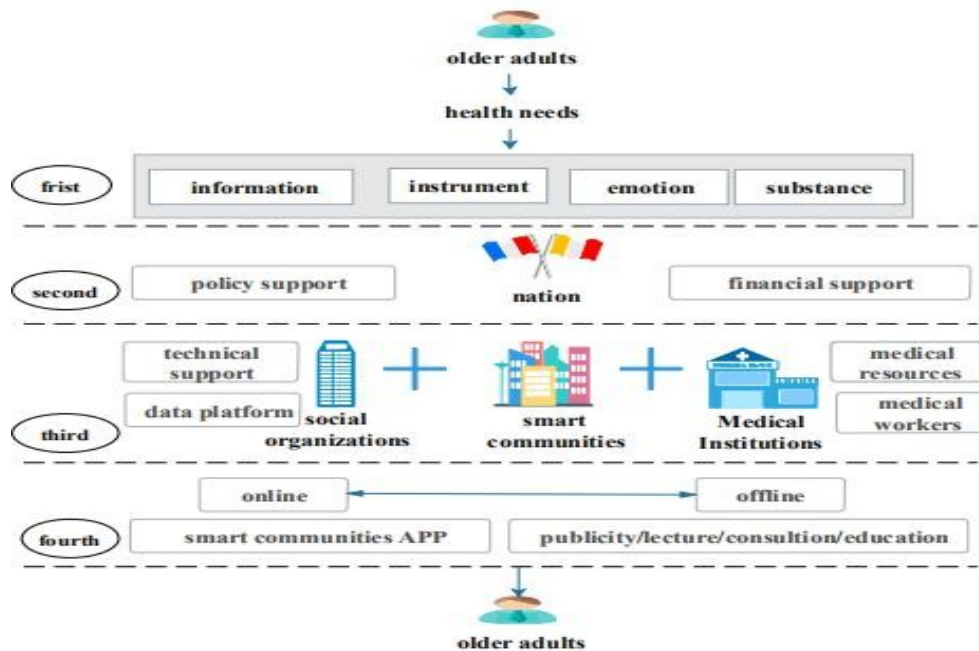 older adults
health needs
frist
information
instrument
emotion
substance
second
policy support
nation
financial support
third
technical
support
data platform
social
organizations
smart
communities
Medical
Institutions
medical
resources
medical
workers
fourth
online
offline
smart communities APP
publicity/lecture/consultion/education
older adults